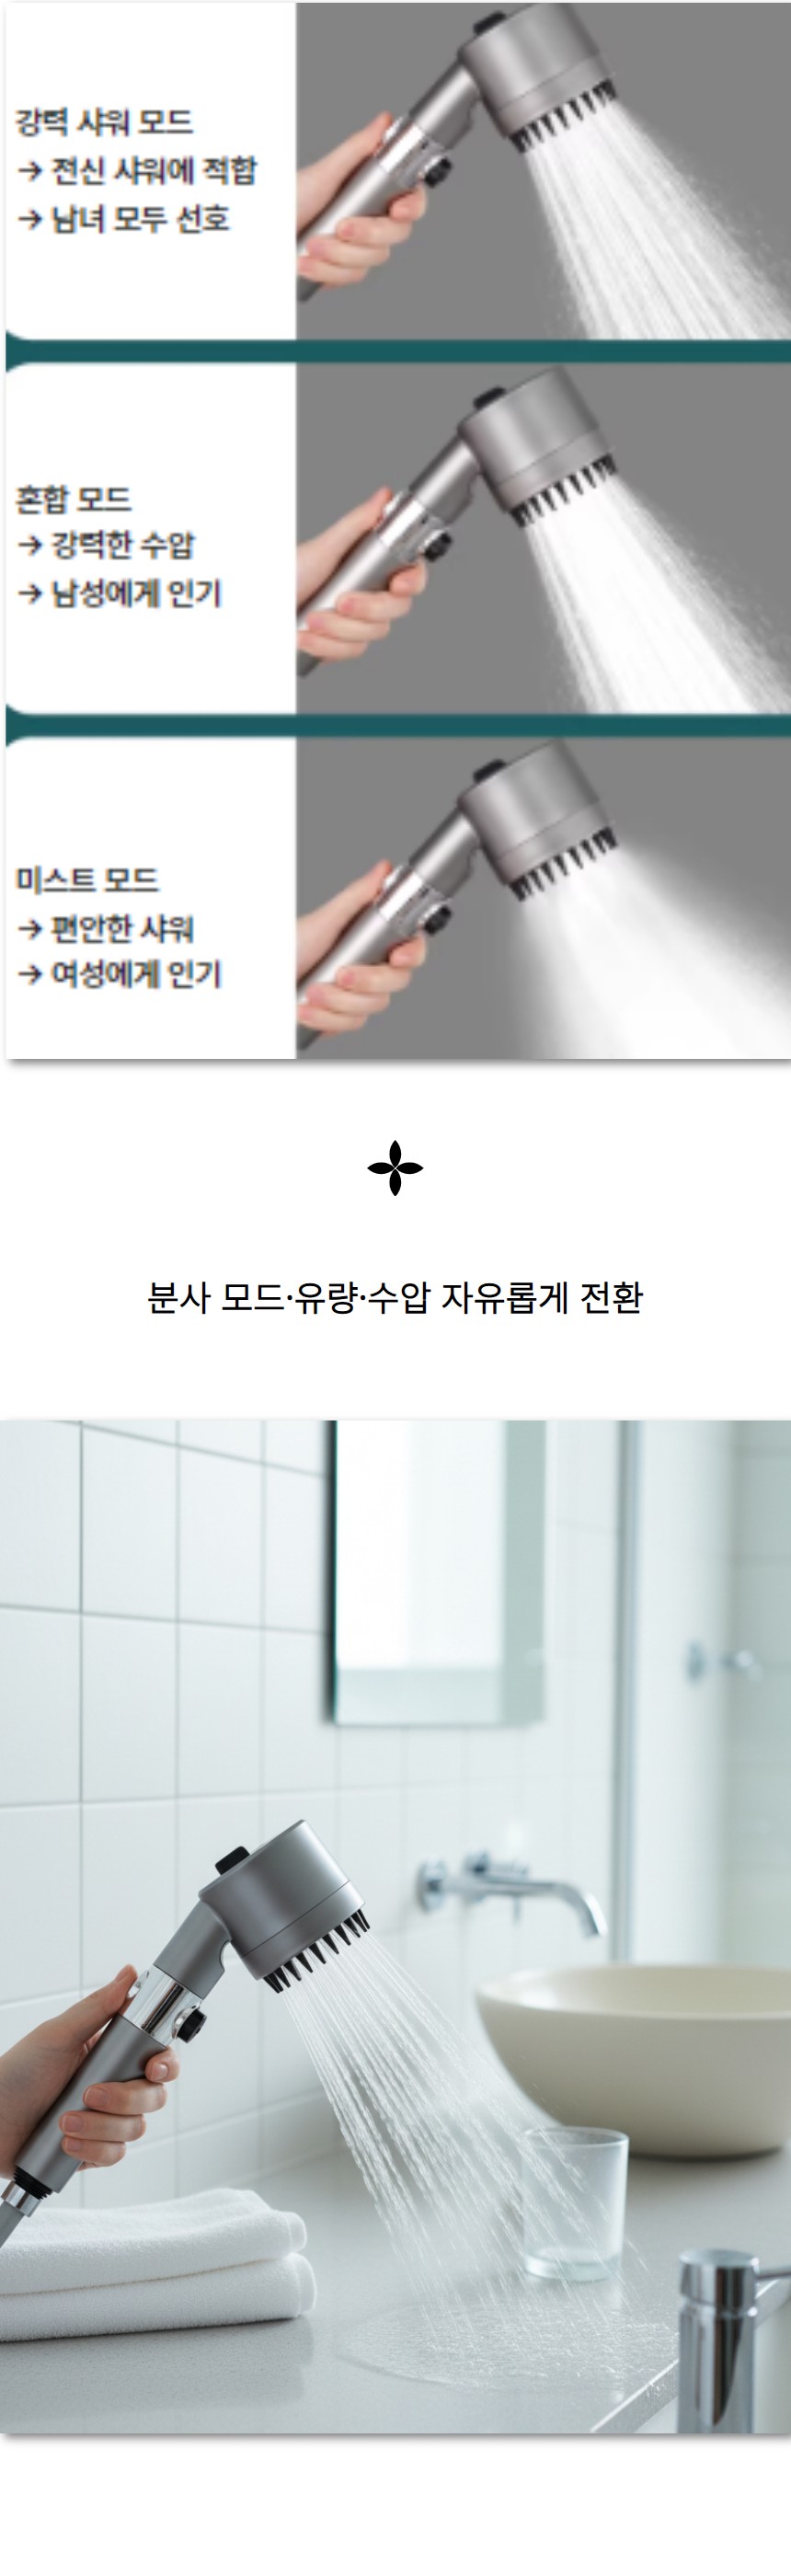 강력 샤워 모드
→ 전신 샤워에 적합
→ 남녀 모두 선호
혼합 모드
→ 강력한 수압
→ 남성에게 인기
미스트 모드
→ 편안한 샤워
→ 여성에게 인기
분사 모드·유량·수압 자유롭게 전환